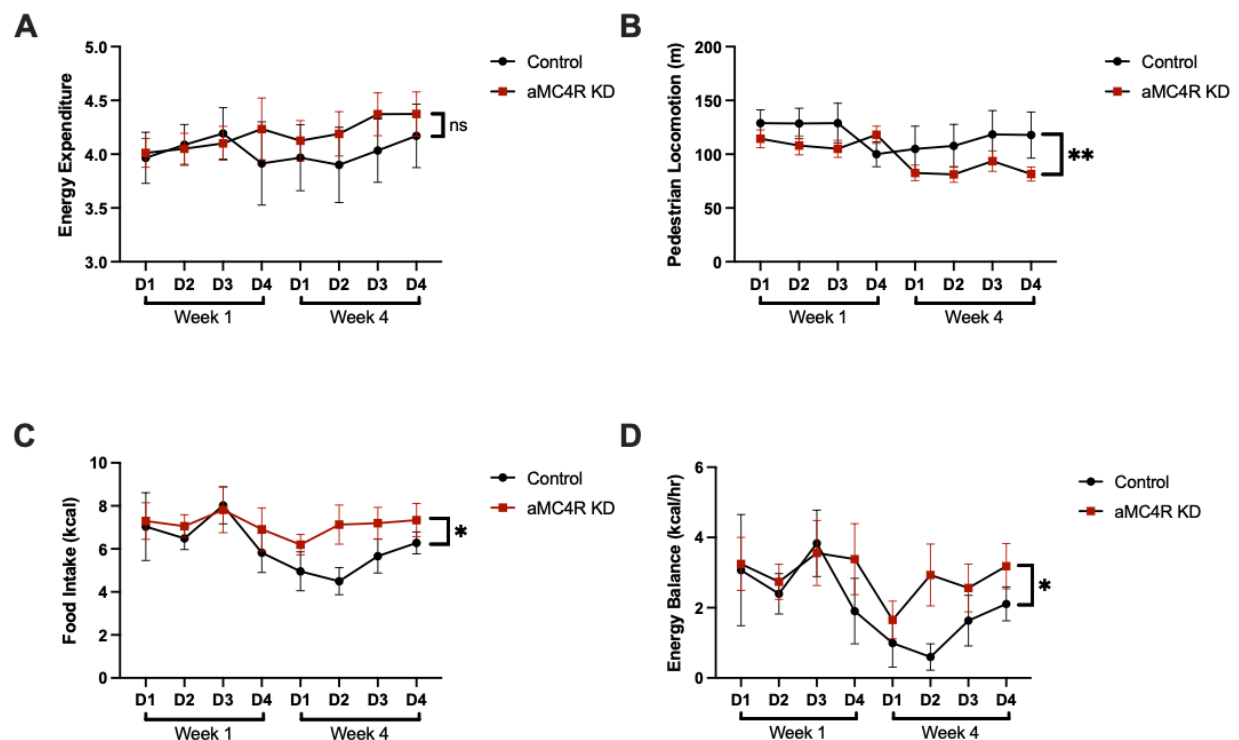 A
Energy Expenditure
5.0
4.5
4.0
3.5
3.0
Control
aMC4R KD
ns
D1 D2 D3 D4 D1 D2 D3 D4
Week 1 Week 4
B
Pedestrian Locomotion (m)
200
150
100
50
0
Control
aMC4R KD
**
D1 D2 D3 D4 D1 D2 D3 D4
Week 1 Week 4
C
Food Intake (kcal)
10
8
6
4
2
0
Control
aMC4R KD
*
D1 D2 D3 D4 D1 D2 D3 D4
Week 1 Week 4
D
Energy Balance (kcal/hr)
6
4
2
0
Control
aMC4R KD
*
D1 D2 D3 D4 D1 D2 D3 D4
Week 1 Week 4